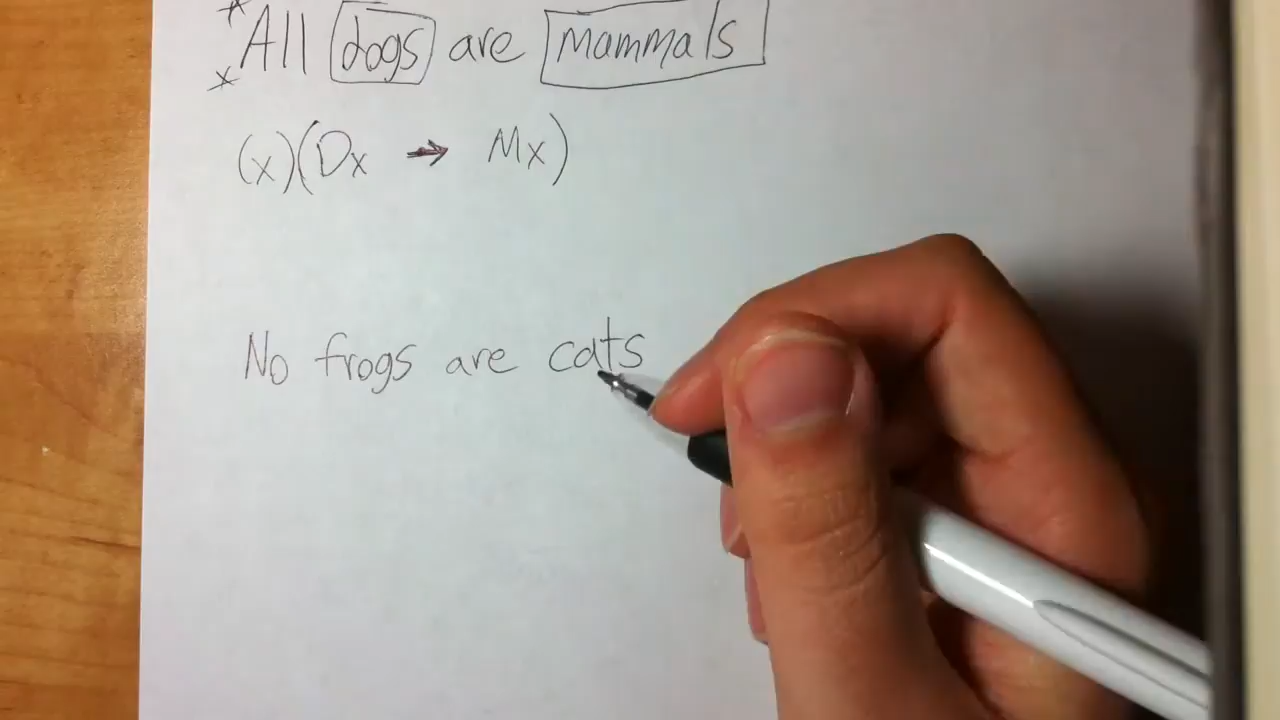 * All dogs are mammals
*
(x)(Dx → Mx)
No frogs are cats